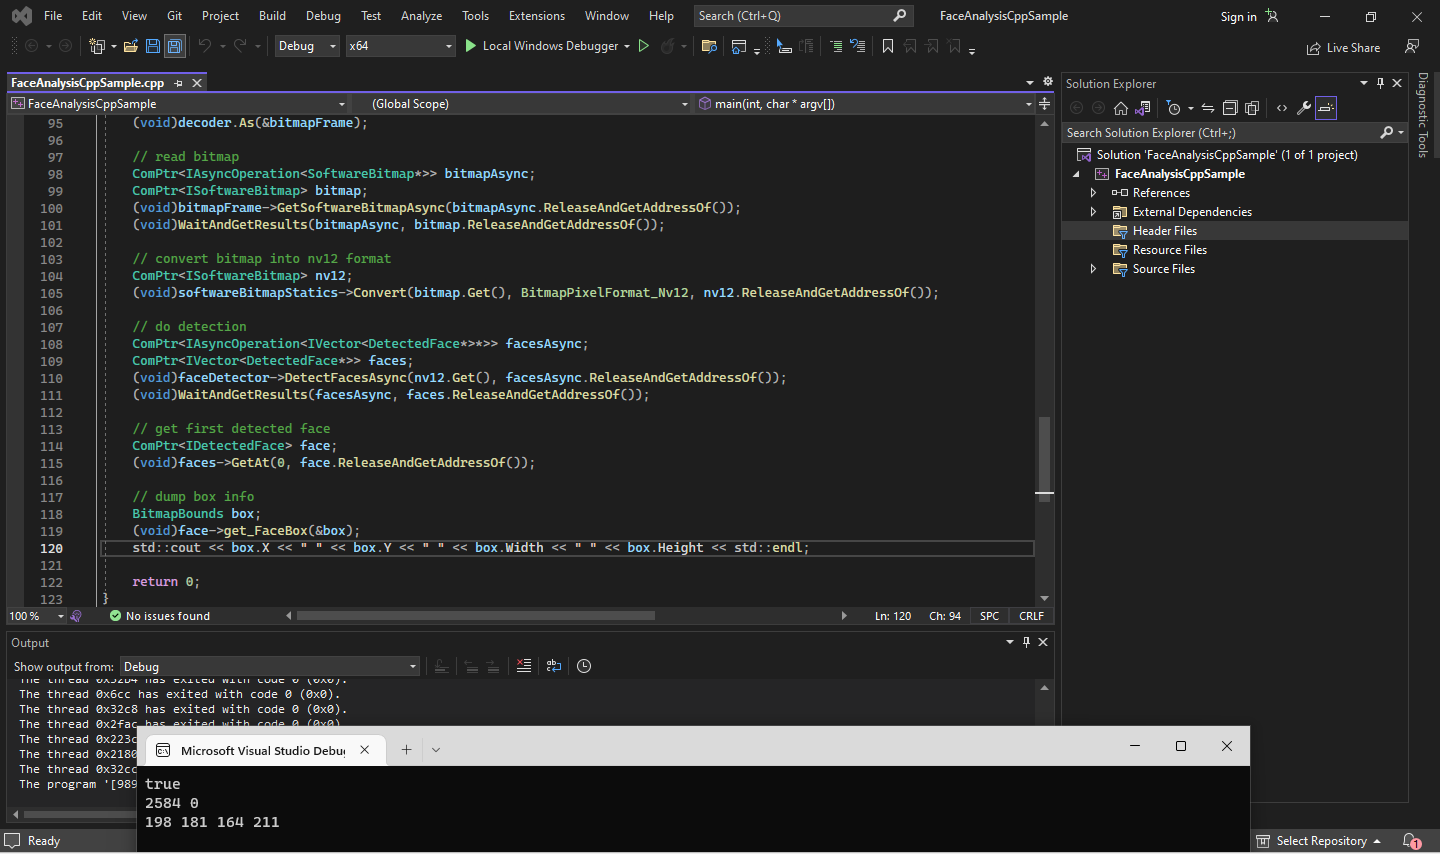 File Edit View Git Project Build Debug Test Analyze Tools Extensions Window Help Search (Ctrl+Q) FaceAnalysisCppSample Sign in
Debug x64 Local Windows Debugger Live Share
FaceAnalysisCppSample.cpp
FaceAnalysisCppSample (Global Scope) main(int, char * argv[])
95 (void)decoder.As(&bitmapFrame);
96
97 // read bitmap
98 ComPtr<IAsyncOperation<SoftwareBitmap*>> bitmapAsync;
99 ComPtr<ISoftwareBitmap> bitmap;
100 (void)bitmapFrame->GetSoftwareBitmapAsync(bitmapAsync.ReleaseAndGetAddressOf());
101 (void)WaitAndGetResults(bitmapAsync, bitmap.ReleaseAndGetAddressOf());
102
103 // convert bitmap into nv12 format
104 ComPtr<ISoftwareBitmap> nv12;
105 (void)softwareBitmapStatics->Convert(bitmap.Get(), BitmapPixelFormat_Nv12, nv12.ReleaseAndGetAddressOf());
106
107 // do detection
108 ComPtr<IAsyncOperation<IVector<DetectedFace*>*>> facesAsync;
109 ComPtr<IVector<DetectedFace*>> faces;
110 (void)faceDetector->DetectFacesAsync(nv12.Get(), facesAsync.ReleaseAndGetAddressOf());
111 (void)WaitAndGetResults(facesAsync, faces.ReleaseAndGetAddressOf());
112
113 // get first detected face
114 ComPtr<IDetectedFace> face;
115 (void)faces->GetAt(0, face.ReleaseAndGetAddressOf());
116
117 // dump box info
118 BitmapBounds box;
119 (void)face->get_FaceBox(&box);
120 std::cout << box.X << " " << box.Y << " " << box.Width << " " << box.Height << std::endl;
121
122 return 0;
123 }
100 % No issues found Ln: 120 Ch: 94 SPC CRLF
Output
Show output from: Debug
The thread 0x32b4 has exited with code 0 (0x0).
The thread 0x6cc has exited with code 0 (0x0).
The thread 0x32c8 has exited with code 0 (0x0).
The thread 0x2fac has exited with code 0 (0x0).
The thread 0x223c
The thread 0x2180
The thread 0x32cc
The program '[989
Microsoft Visual Studio Debug
true
2584 0
198 181 164 211
Solution Explorer
Search Solution Explorer (Ctrl+;)
Solution 'FaceAnalysisCppSample' (1 of 1 project)
FaceAnalysisCppSample
References
External Dependencies
Header Files
Resource Files
Source Files
Diagnostic Tools
Ready Select Repository 1